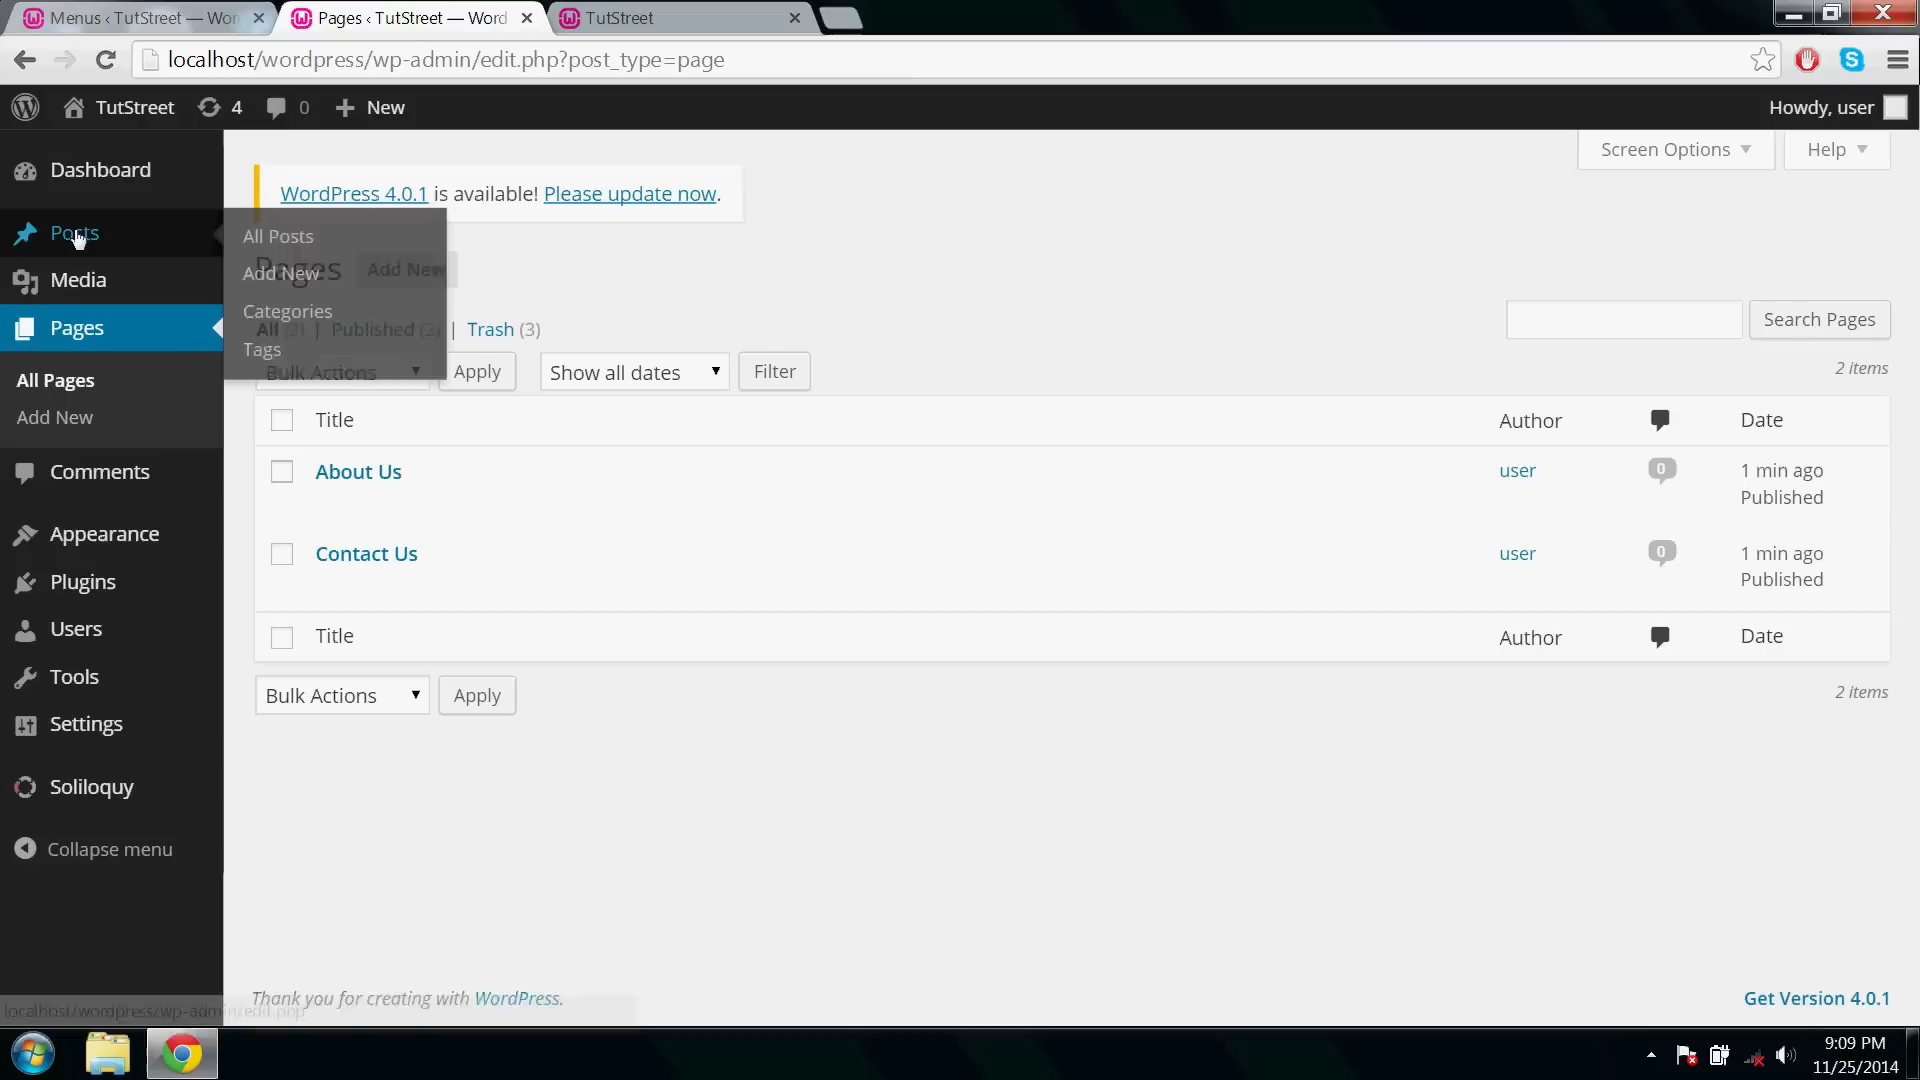 Menus ‹ TutStreet — Wor
Pages ‹ TutStreet — Word
TutStreet
localhost/wordpress/wp-admin/edit.php?post_type=page
TutStreet 4 0 New
Howdy, user
Dashboard
Posts
Media
Pages
All Pages
Add New
Comments
Appearance
Plugins
Users
Tools
Settings
Soliloquy
Collapse menu
All Posts
Add New
Categories
Tags
Screen Options
Help
WordPress 4.0.1 is available! Please update now.
Pages Add New
All (2) | Published (2) | Trash (3)
Search Pages
Bulk Actions Apply Show all dates Filter
2 items
Title Author Date
About Us user 0 1 min ago
Published
Contact Us user 0 1 min ago
Published
Title Author Date
Bulk Actions Apply
2 items
Thank you for creating with WordPress.
Get Version 4.0.1
localhost/wordpress/wp-admin/edit.php
9:09 PM
11/25/2014